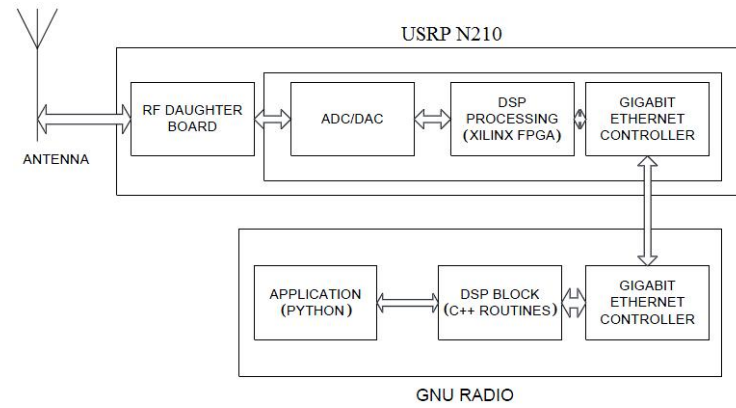 USRP N210
RF DAUGHTER
BOARD
ADC/DAC
DSP
PROCESSING
(XILINX FPGA)
GIGABIT
ETHERNET
CONTROLLER
ANTENNA
APPLICATION
(PYTHON)
DSP BLOCK
(C++ ROUTINES)
GIGABIT
ETHERNET
CONTROLLER
GNU RADIO